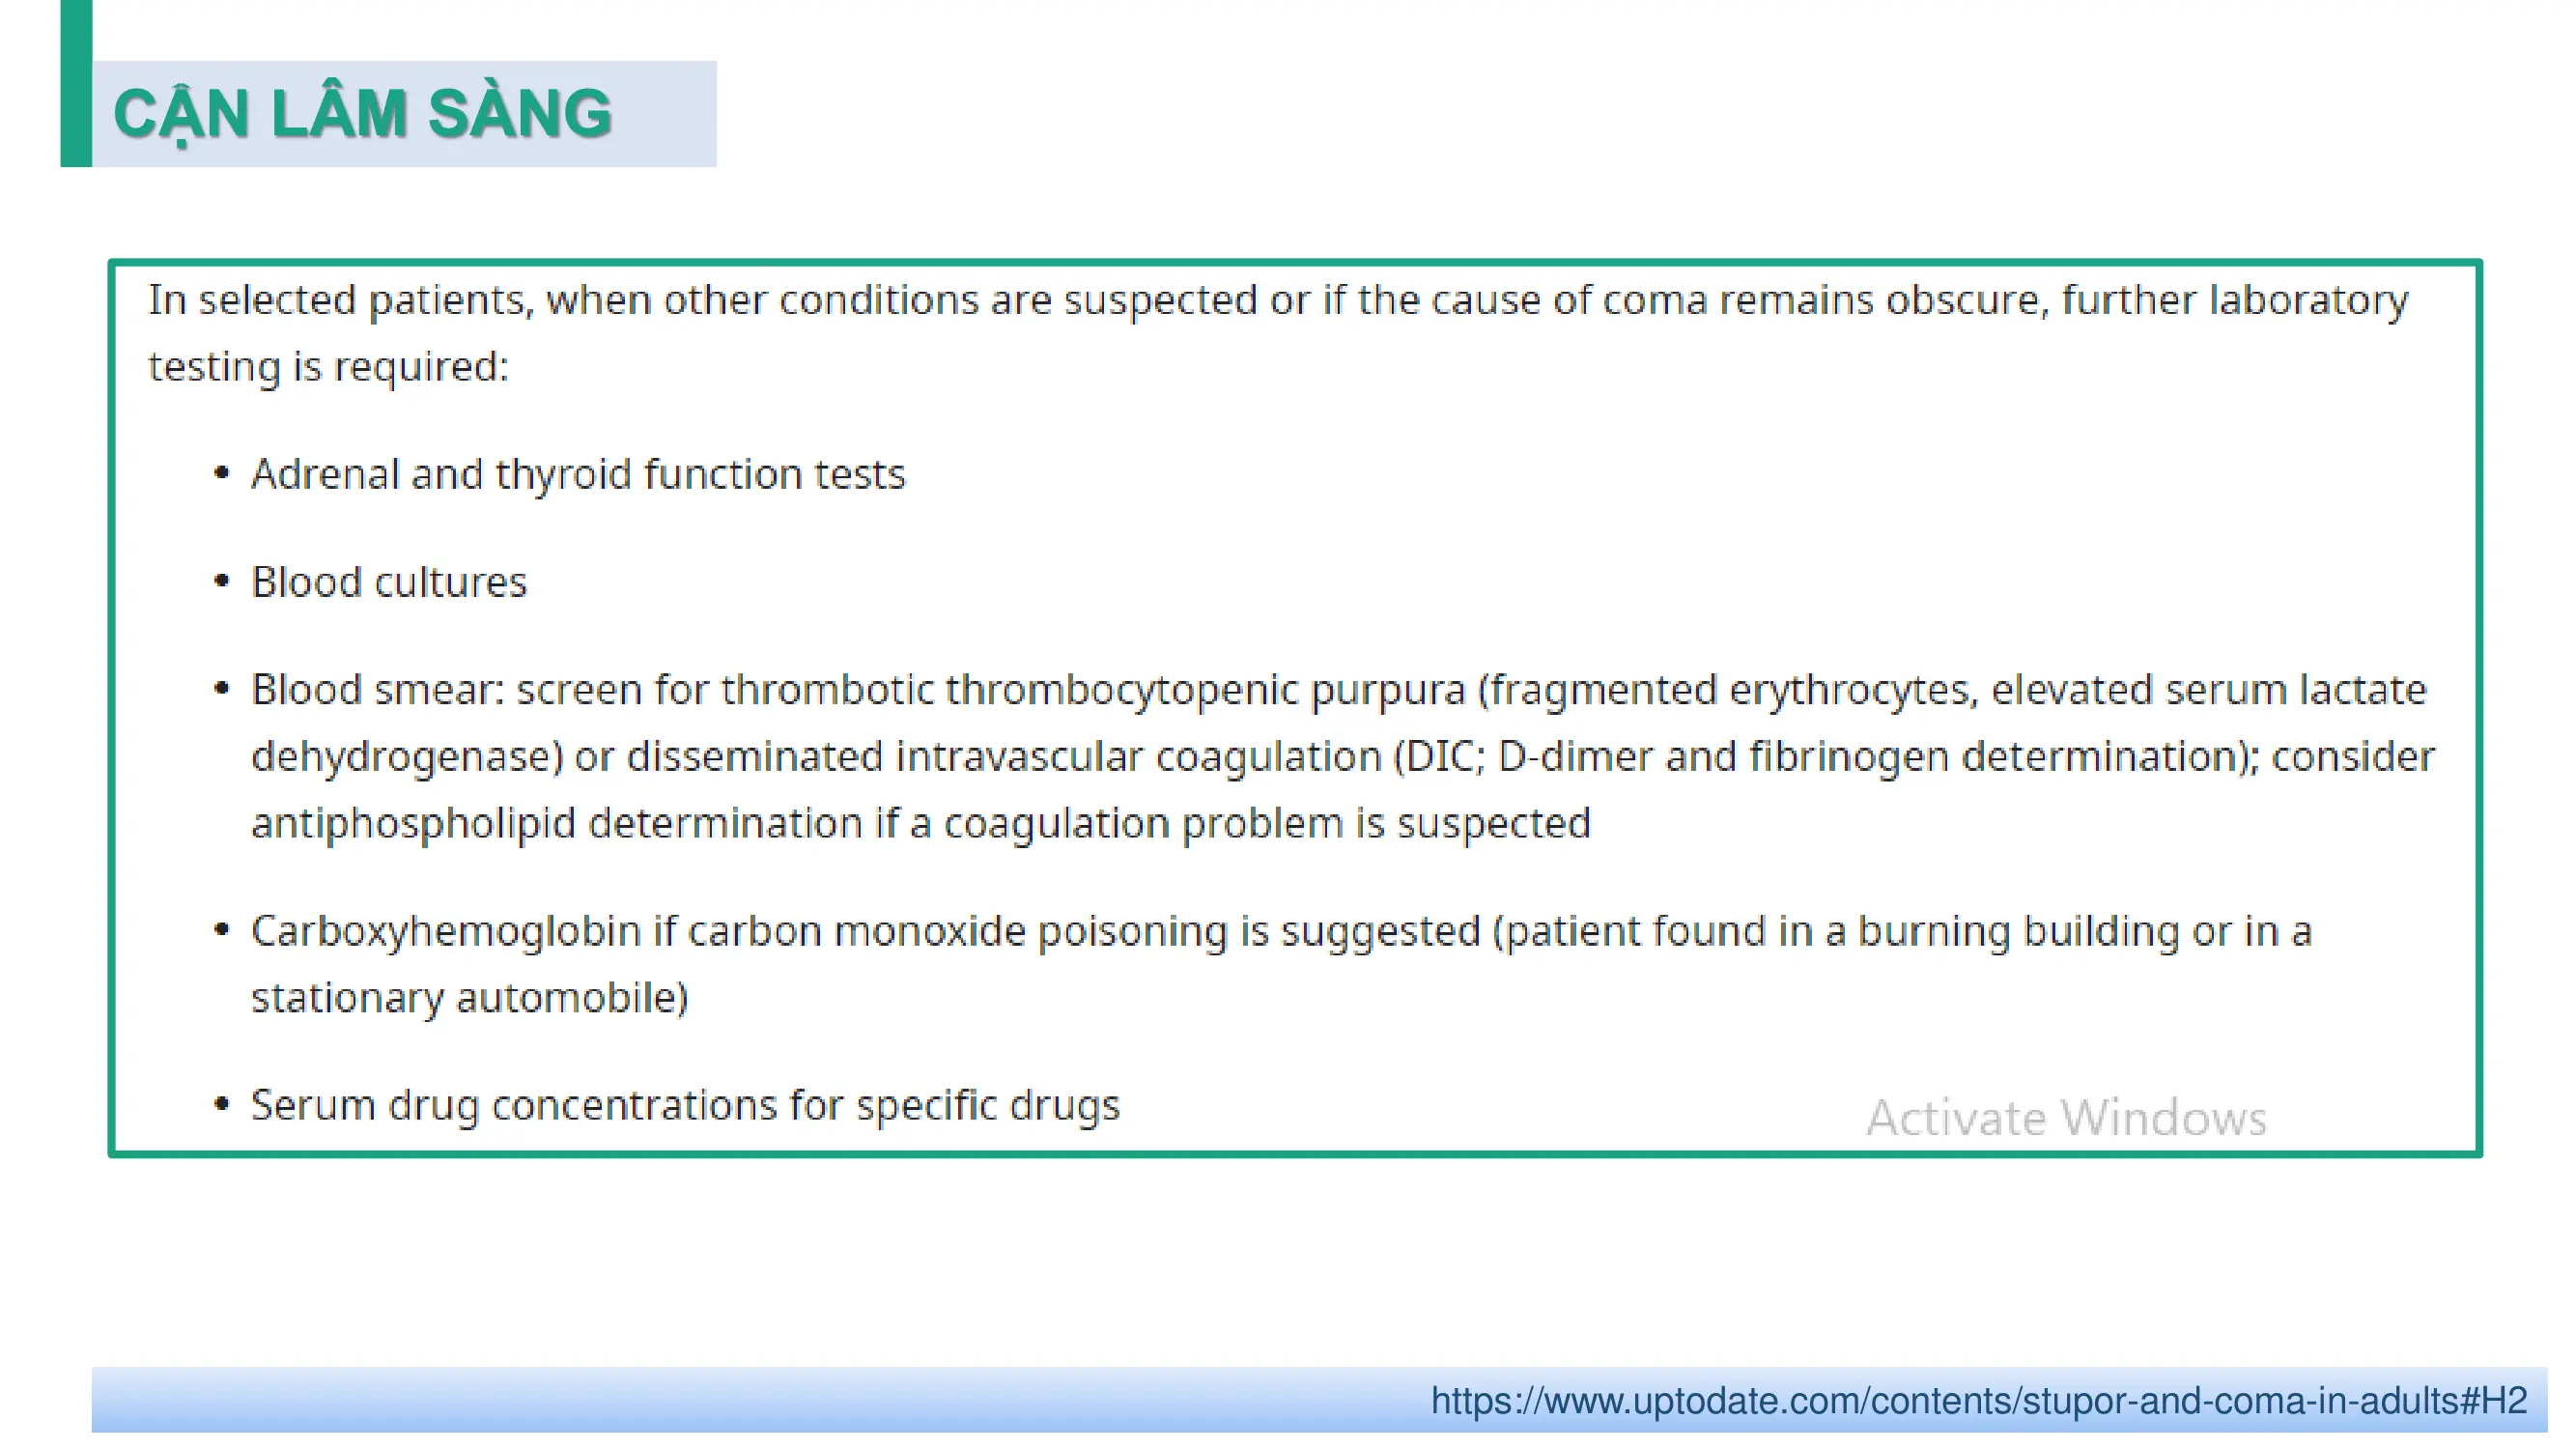 CẬN LÂM SÀNG
In selected patients, when other conditions are suspected or if the cause of coma remains obscure, further laboratory
testing is required:
• Adrenal and thyroid function tests
• Blood cultures
• Blood smear: screen for thrombotic thrombocytopenic purpura (fragmented erythrocytes, elevated serum lactate
dehydrogenase) or disseminated intravascular coagulation (DIC; D-dimer and fibrinogen determination); consider
antiphospholipid determination if a coagulation problem is suspected
• Carboxyhemoglobin if carbon monoxide poisoning is suggested (patient found in a burning building or in a
stationary automobile)
• Serum drug concentrations for specific drugs
Activate Windows
https://www.uptodate.com/contents/stupor-and-coma-in-adults#H2